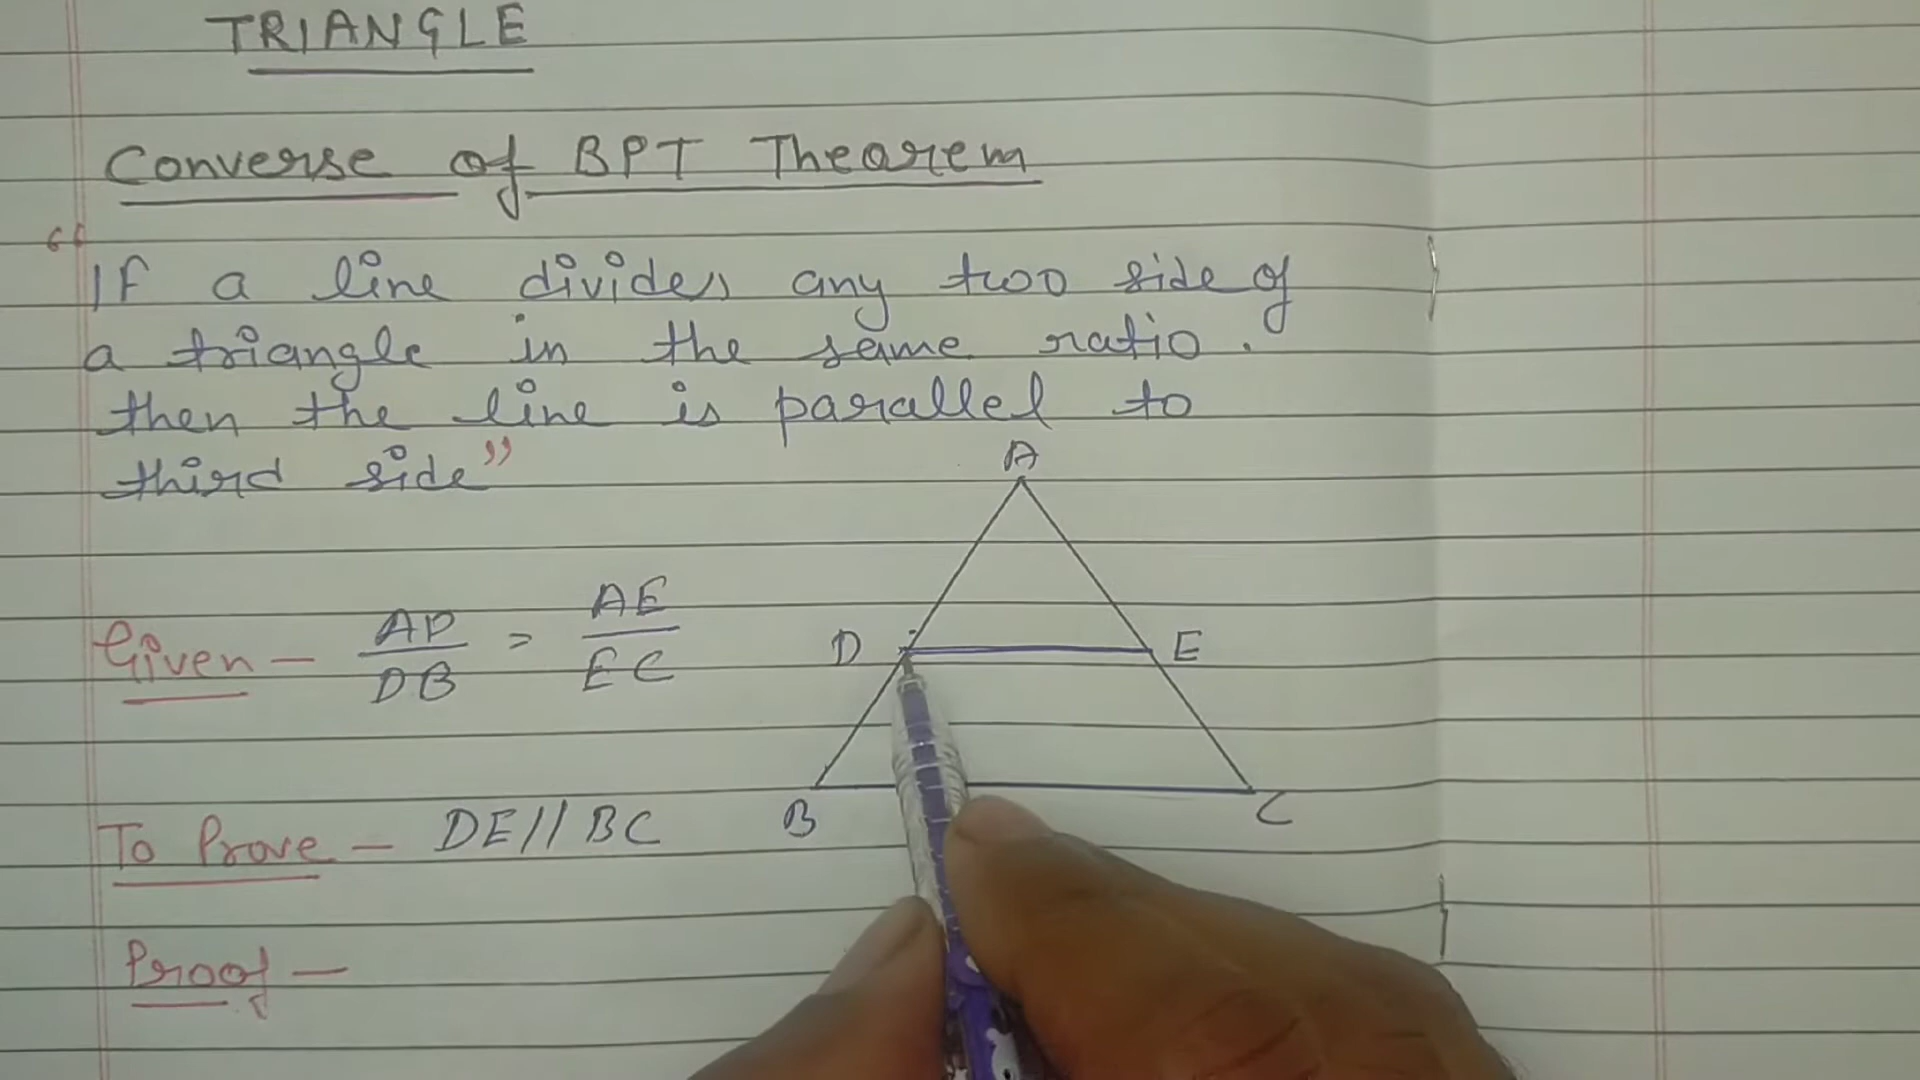 TRIANGLE
Converse of BPT Theorem
“If a line divides any two side of
a triangle in the same ratio.
then the line is parallel to
third side”
A
Given - AD/DB = AE/EC
D E
B C
To Prove - DE//BC
Proof -